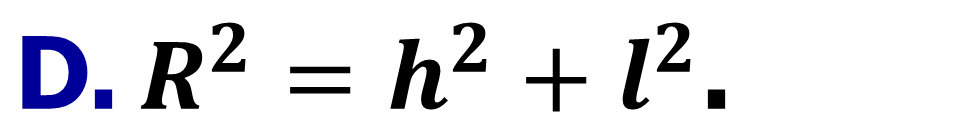 D. R² = h² + l².